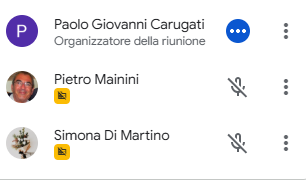 P
Paolo Giovanni Carugati
Organizzatore della riunione
Pietro Mainini
Simona Di Martino